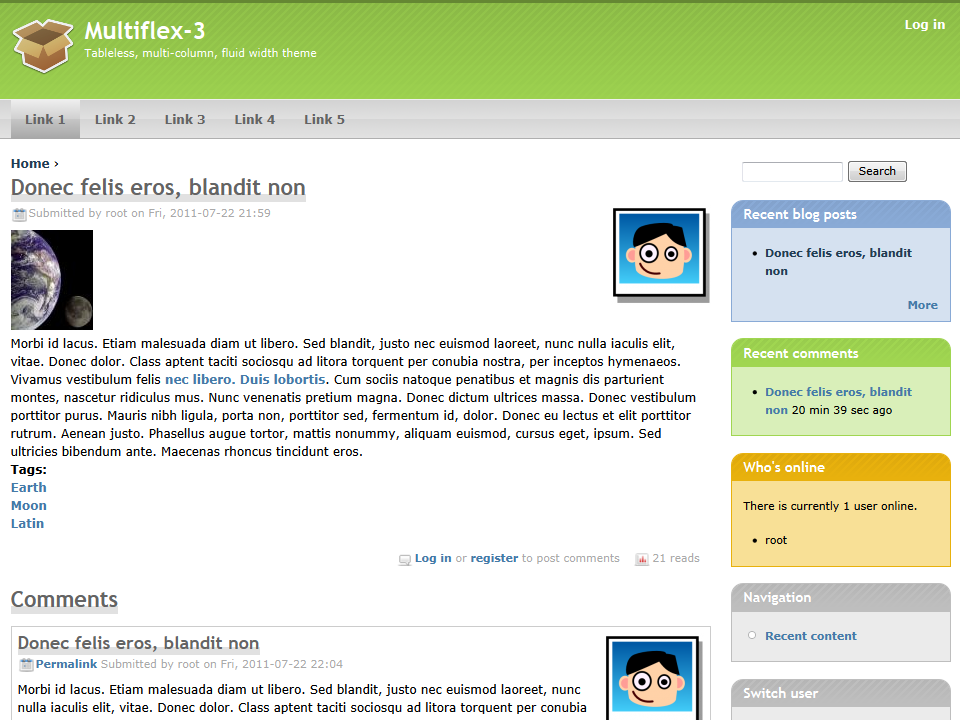 Multiflex-3
Tableless, multi-column, fluid width theme
Log in
Link 1
Link 2
Link 3
Link 4
Link 5
Home ›
Donec felis eros, blandit non
Submitted by root on Fri, 2011-07-22 21:59
Morbi id lacus. Etiam malesuada diam ut libero. Sed blandit, justo nec euismod laoreet, nunc nulla iaculis elit,
vitae. Donec dolor. Class aptent taciti sociosqu ad litora torquent per conubia nostra, per inceptos hymenaeos.
Vivamus vestibulum felis nec libero. Duis lobortis. Cum sociis natoque penatibus et magnis dis parturient
montes, nascetur ridiculus mus. Nunc venenatis pretium magna. Donec dictum ultrices massa. Donec vestibulum
porttitor purus. Mauris nibh ligula, porta non, porttitor sed, fermentum id, dolor. Donec eu lectus et elit porttitor
rutrum. Aenean justo. Phasellus augue tortor, mattis nonummy, aliquam euismod, cursus eget, ipsum. Sed
ultricies bibendum ante. Maecenas rhoncus tincidunt eros.
Tags:
Earth
Moon
Latin
Log in or register to post comments
21 reads
Comments
Donec felis eros, blandit non
Permalink Submitted by root on Fri, 2011-07-22 22:04
Morbi id lacus. Etiam malesuada diam ut libero. Sed blandit, justo nec euismod laoreet, nunc
nulla iaculis elit, vitae. Donec dolor. Class aptent taciti sociosqu ad litora torquent per conubia
Search
Recent blog posts
Donec felis eros, blandit
non
More
Recent comments
Donec felis eros, blandit
non 20 min 39 sec ago
Who's online
There is currently 1 user online.
root
Navigation
Recent content
Switch user